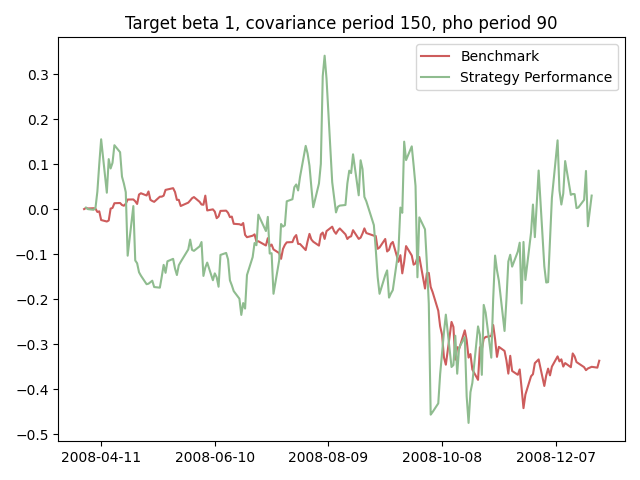 Target beta 1, covariance period 150, pho period 90
Benchmark
Strategy Performance
0.3
0.2
0.1
0.0
−0.1
−0.2
−0.3
−0.4
−0.5
2008-04-11 2008-06-10 2008-08-09 2008-10-08 2008-12-07